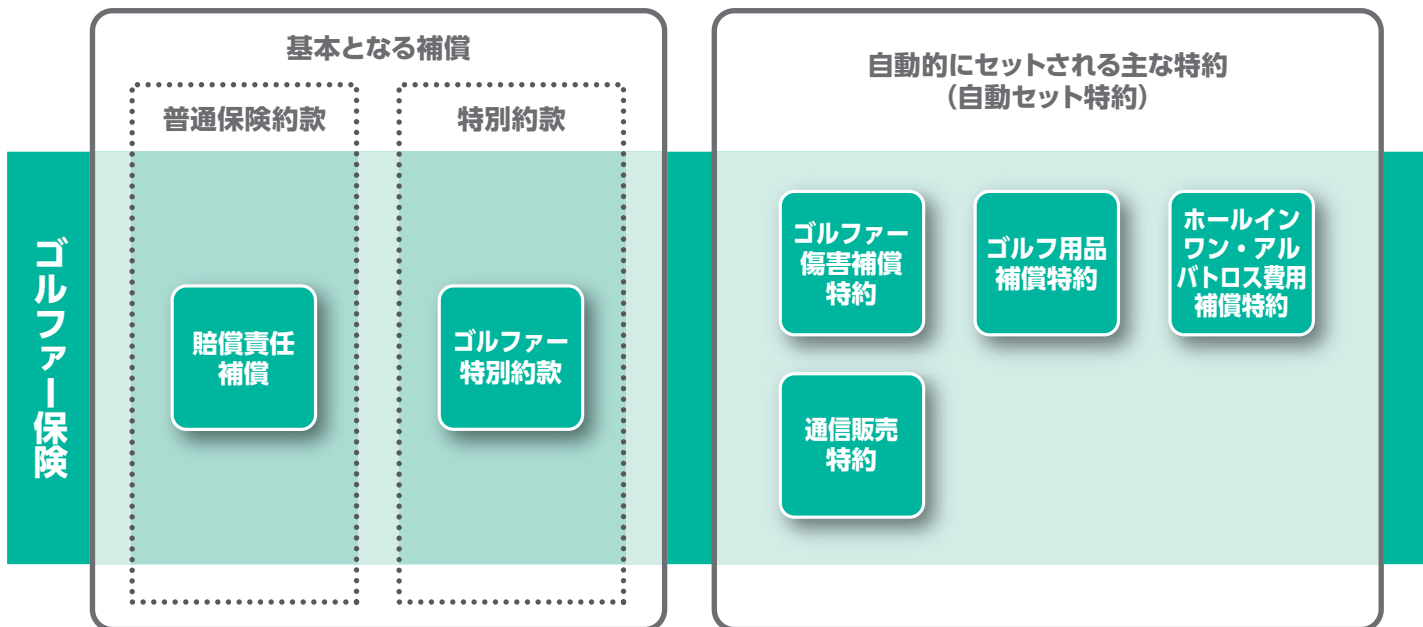 基本となる補償
普通保険約款
特別約款
自動的にセットされる主な特約
（自動セット特約）
ゴルファー保険
賠償責任
補償
ゴルファー
特別約款
ゴルファー
傷害補償
特約
ゴルフ用品
補償特約
ホールイン
ワン・アル
バトロス費用
補償特約
通信販売
特約